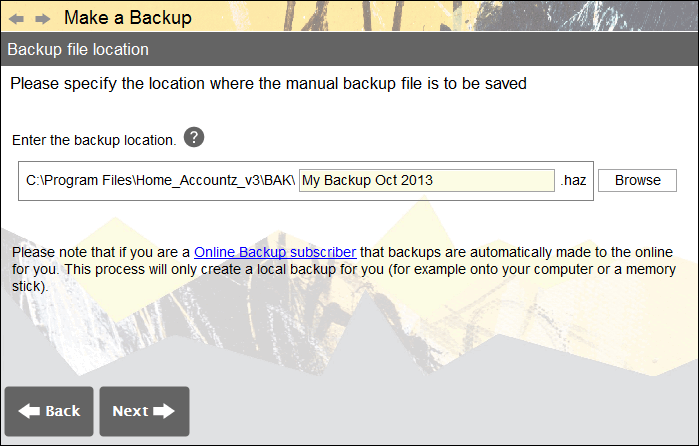 Make a Backup
Backup file location
Please specify the location where the manual backup file is to be saved
Enter the backup location. ?
C:\Program Files\Home_Accountz_v3\BAK\ My Backup Oct 2013 .haz Browse
Please note that if you are a Online Backup subscriber that backups are automatically made to the online
for you. This process will only create a local backup for you (for example onto your computer or a memory
stick).
Back Next